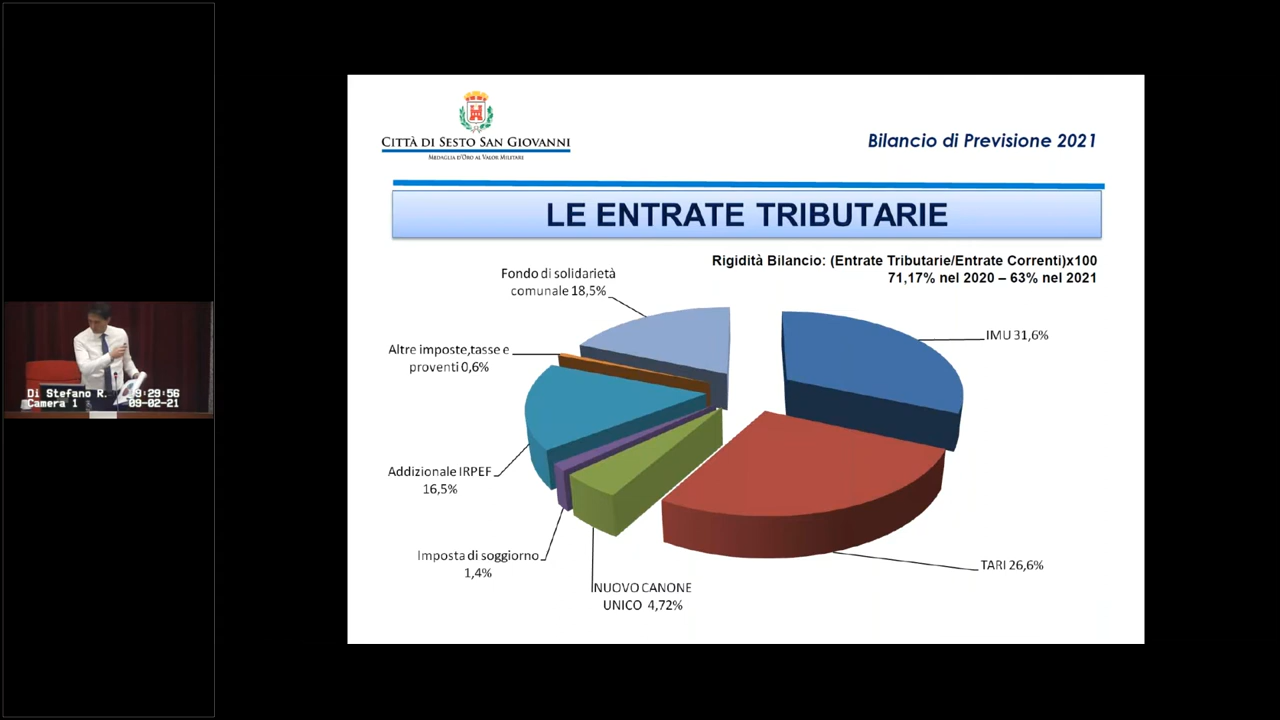 CITTÀ DI SESTO SAN GIOVANNI
MEDAGLIA D'ORO AL VALOR MILITARE
Bilancio di Previsione 2021
LE ENTRATE TRIBUTARIE
Rigidità Bilancio: (Entrate Tributarie/Entrate Correnti)x100
71,17% nel 2020 – 63% nel 2021
Fondo di solidarietà
comunale 18,5%
IMU 31,6%
Altre imposte,tasse e
proventi 0,6%
Addizionale IRPEF
16,5%
Imposta di soggiorno
1,4%
NUOVO CANONE
UNICO 4,72%
TARI 26,6%
Di Stefano R.
9:29:56
Camera 1
09-02-21